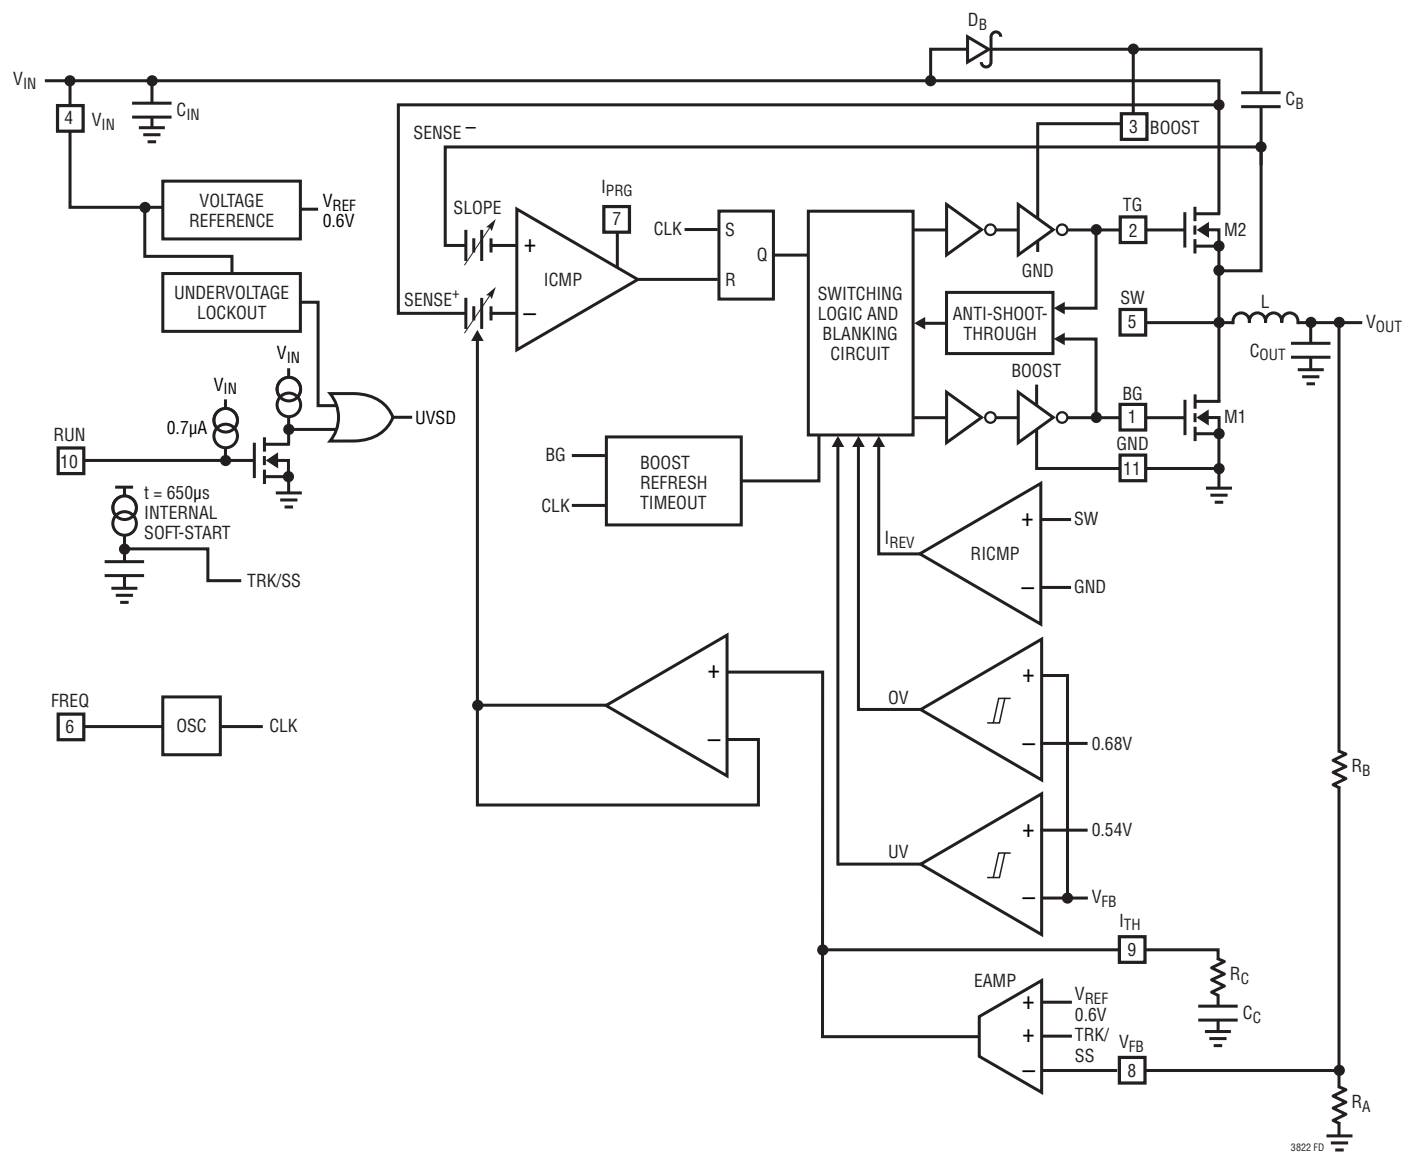 DB
VIN
4
VIN
CIN
CB
3
BOOST
SENSE−
VOLTAGE
REFERENCE
VREF
0.6V
SLOPE
IPRG
7
+
ICMP
−
SENSE+
CLK
S
Q
R
SWITCHING
LOGIC AND
BLANKING
CIRCUIT
GND
TG
2
M2
ANTI-SHOOT-
THROUGH
SW
5
L
VOUT
COUT
UNDERVOLTAGE
LOCKOUT
VIN
VIN
0.7µA
UVSD
RUN
10
BOOST
BG
1
M1
GND
11
BG
CLK
BOOST
REFRESH
TIMEOUT
t = 650µs
INTERNAL
SOFT-START
TRK/SS
IREV
+
RICMP
−
SW
GND
FREQ
6
OSC
CLK
+
−
OV
+
−
0.68V
RB
UV
+
−
0.54V
VFB
ITH
9
RC
CC
EAMP
+
+
−
VREF
0.6V
TRK/
SS
VFB
8
RA
3822 FD